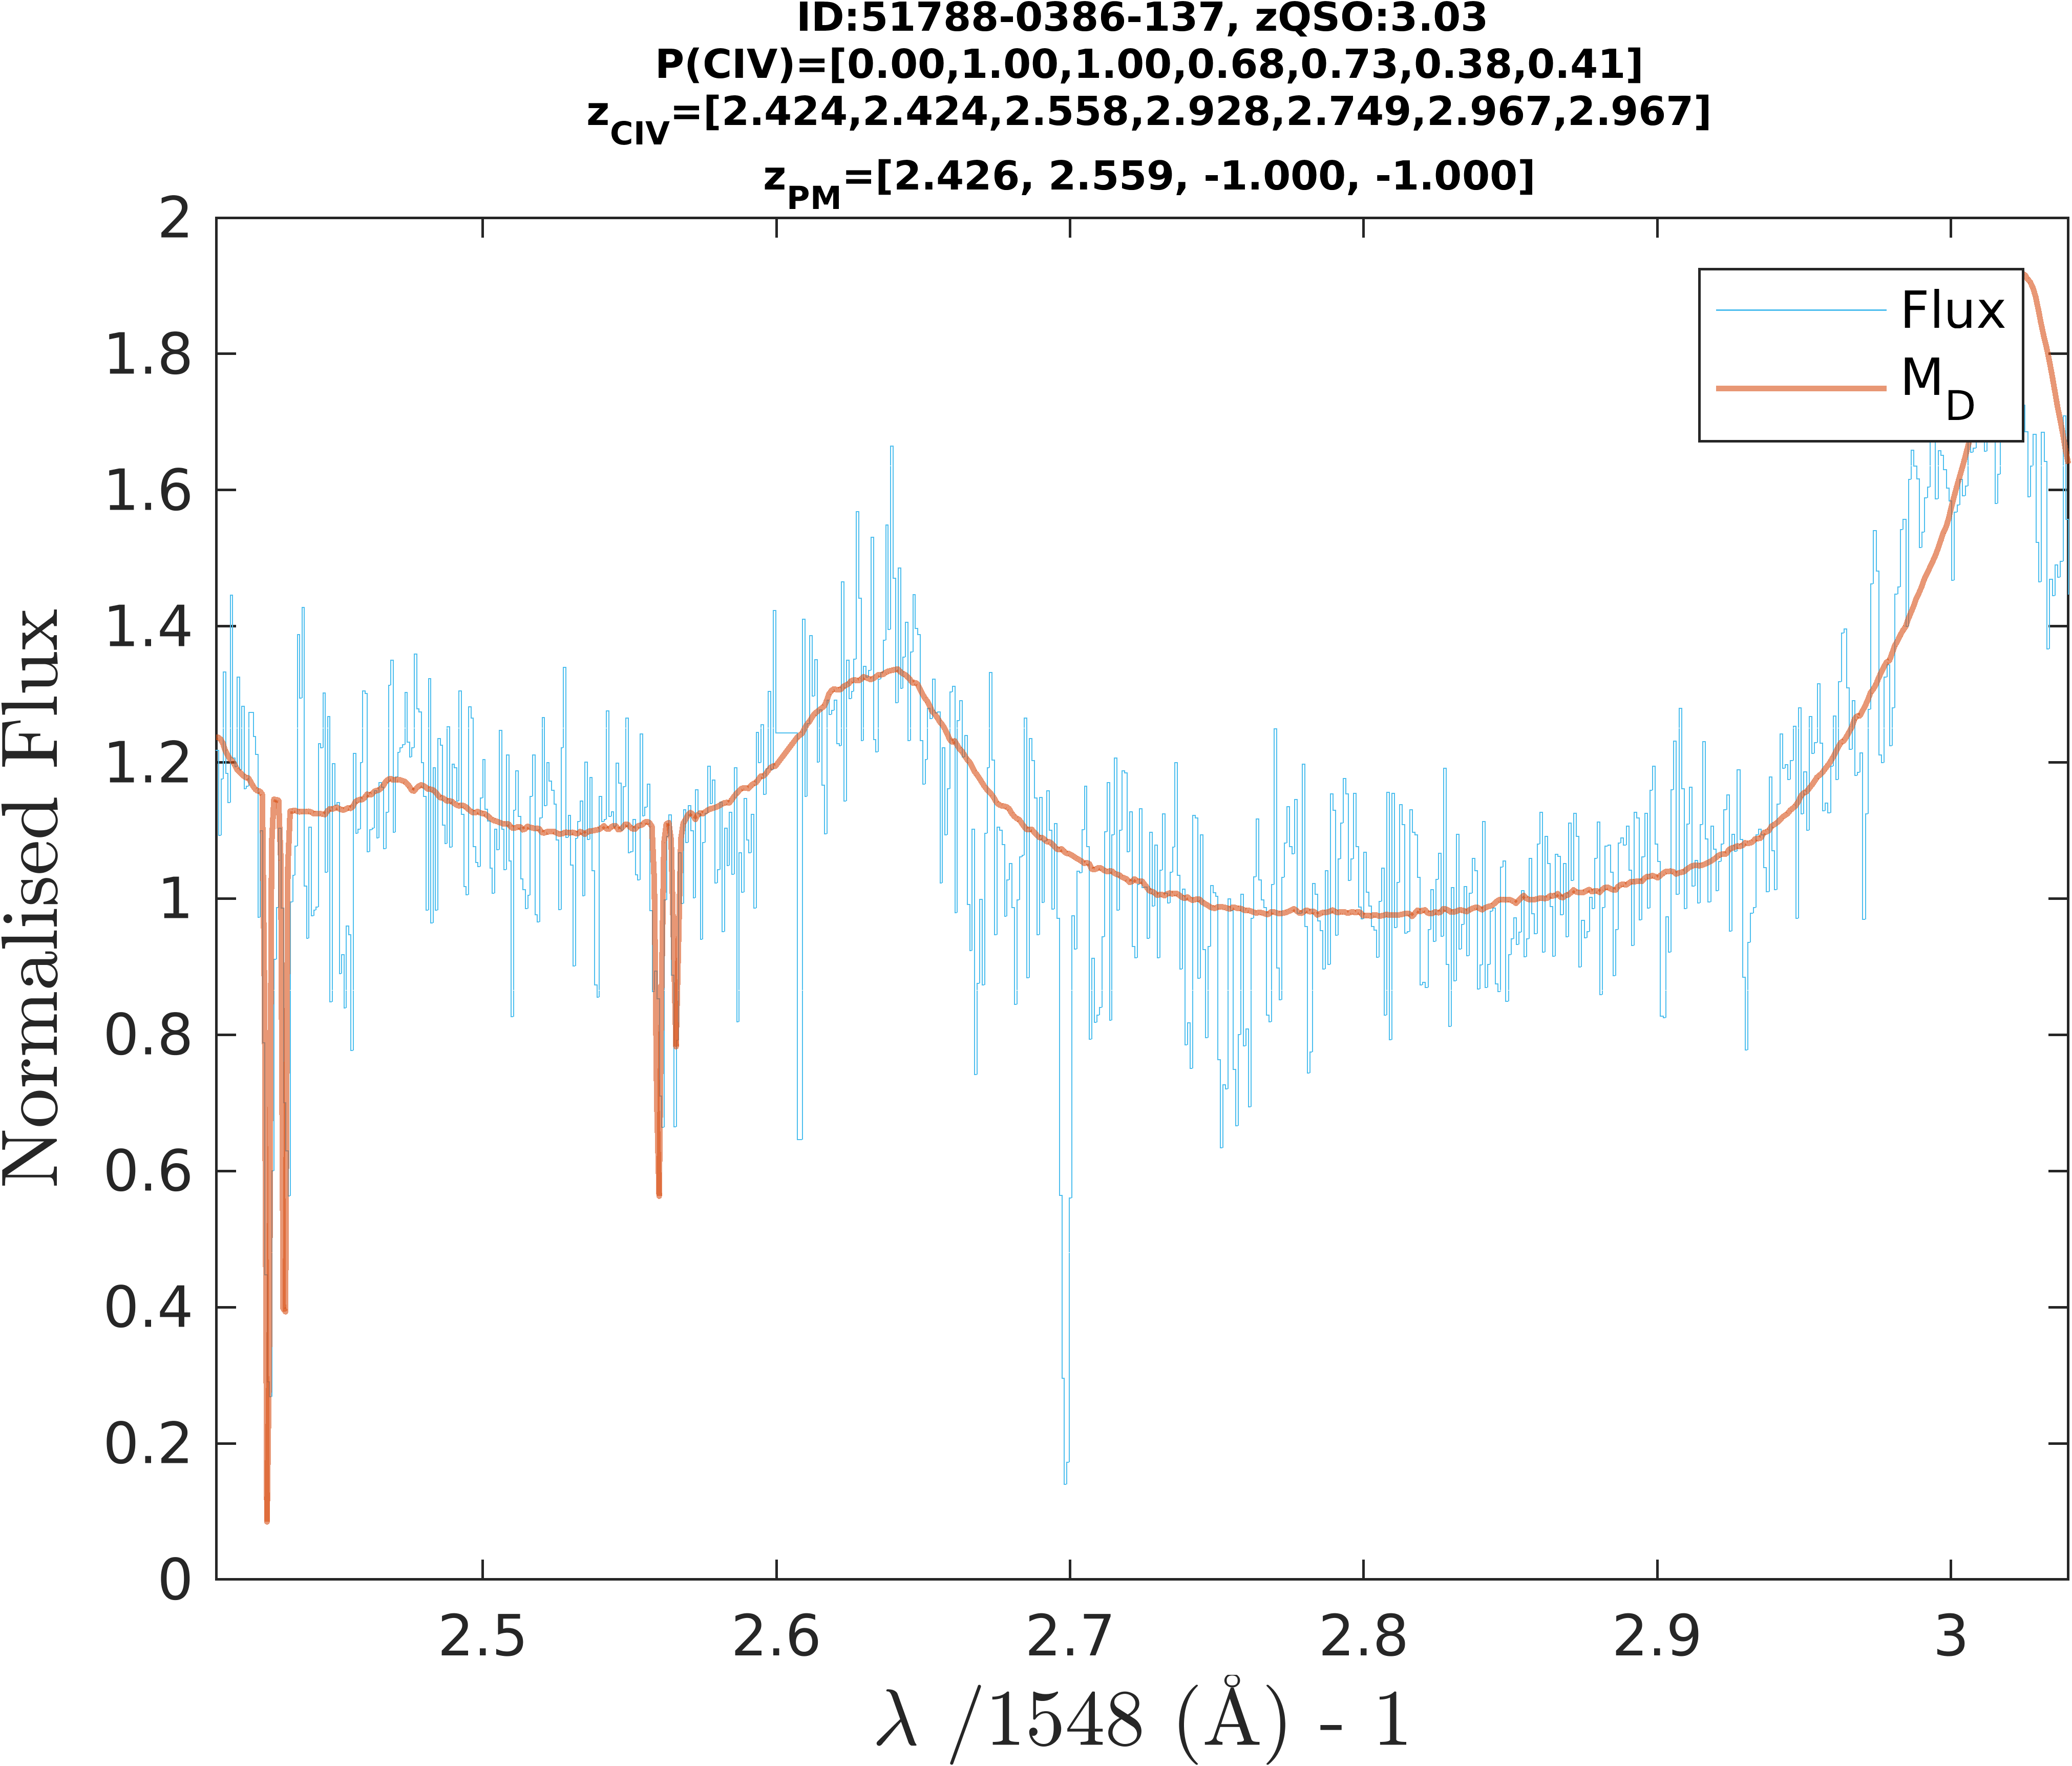 ID:51788-0386-137, zQSO:3.03
P(CIV)=[0.00,1.00,1.00,0.68,0.73,0.38,0.41]
zCIV=[2.424,2.424,2.558,2.928,2.749,2.967,2.967]
zPM=[2.426, 2.559, -1.000, -1.000]
Flux
MD
2
1.8
1.6
1.4
1.2
1
0.8
0.6
0.4
0.2
0
Normalised Flux
2.5 2.6 2.7 2.8 2.9 3
λ /1548 (Å) - 1